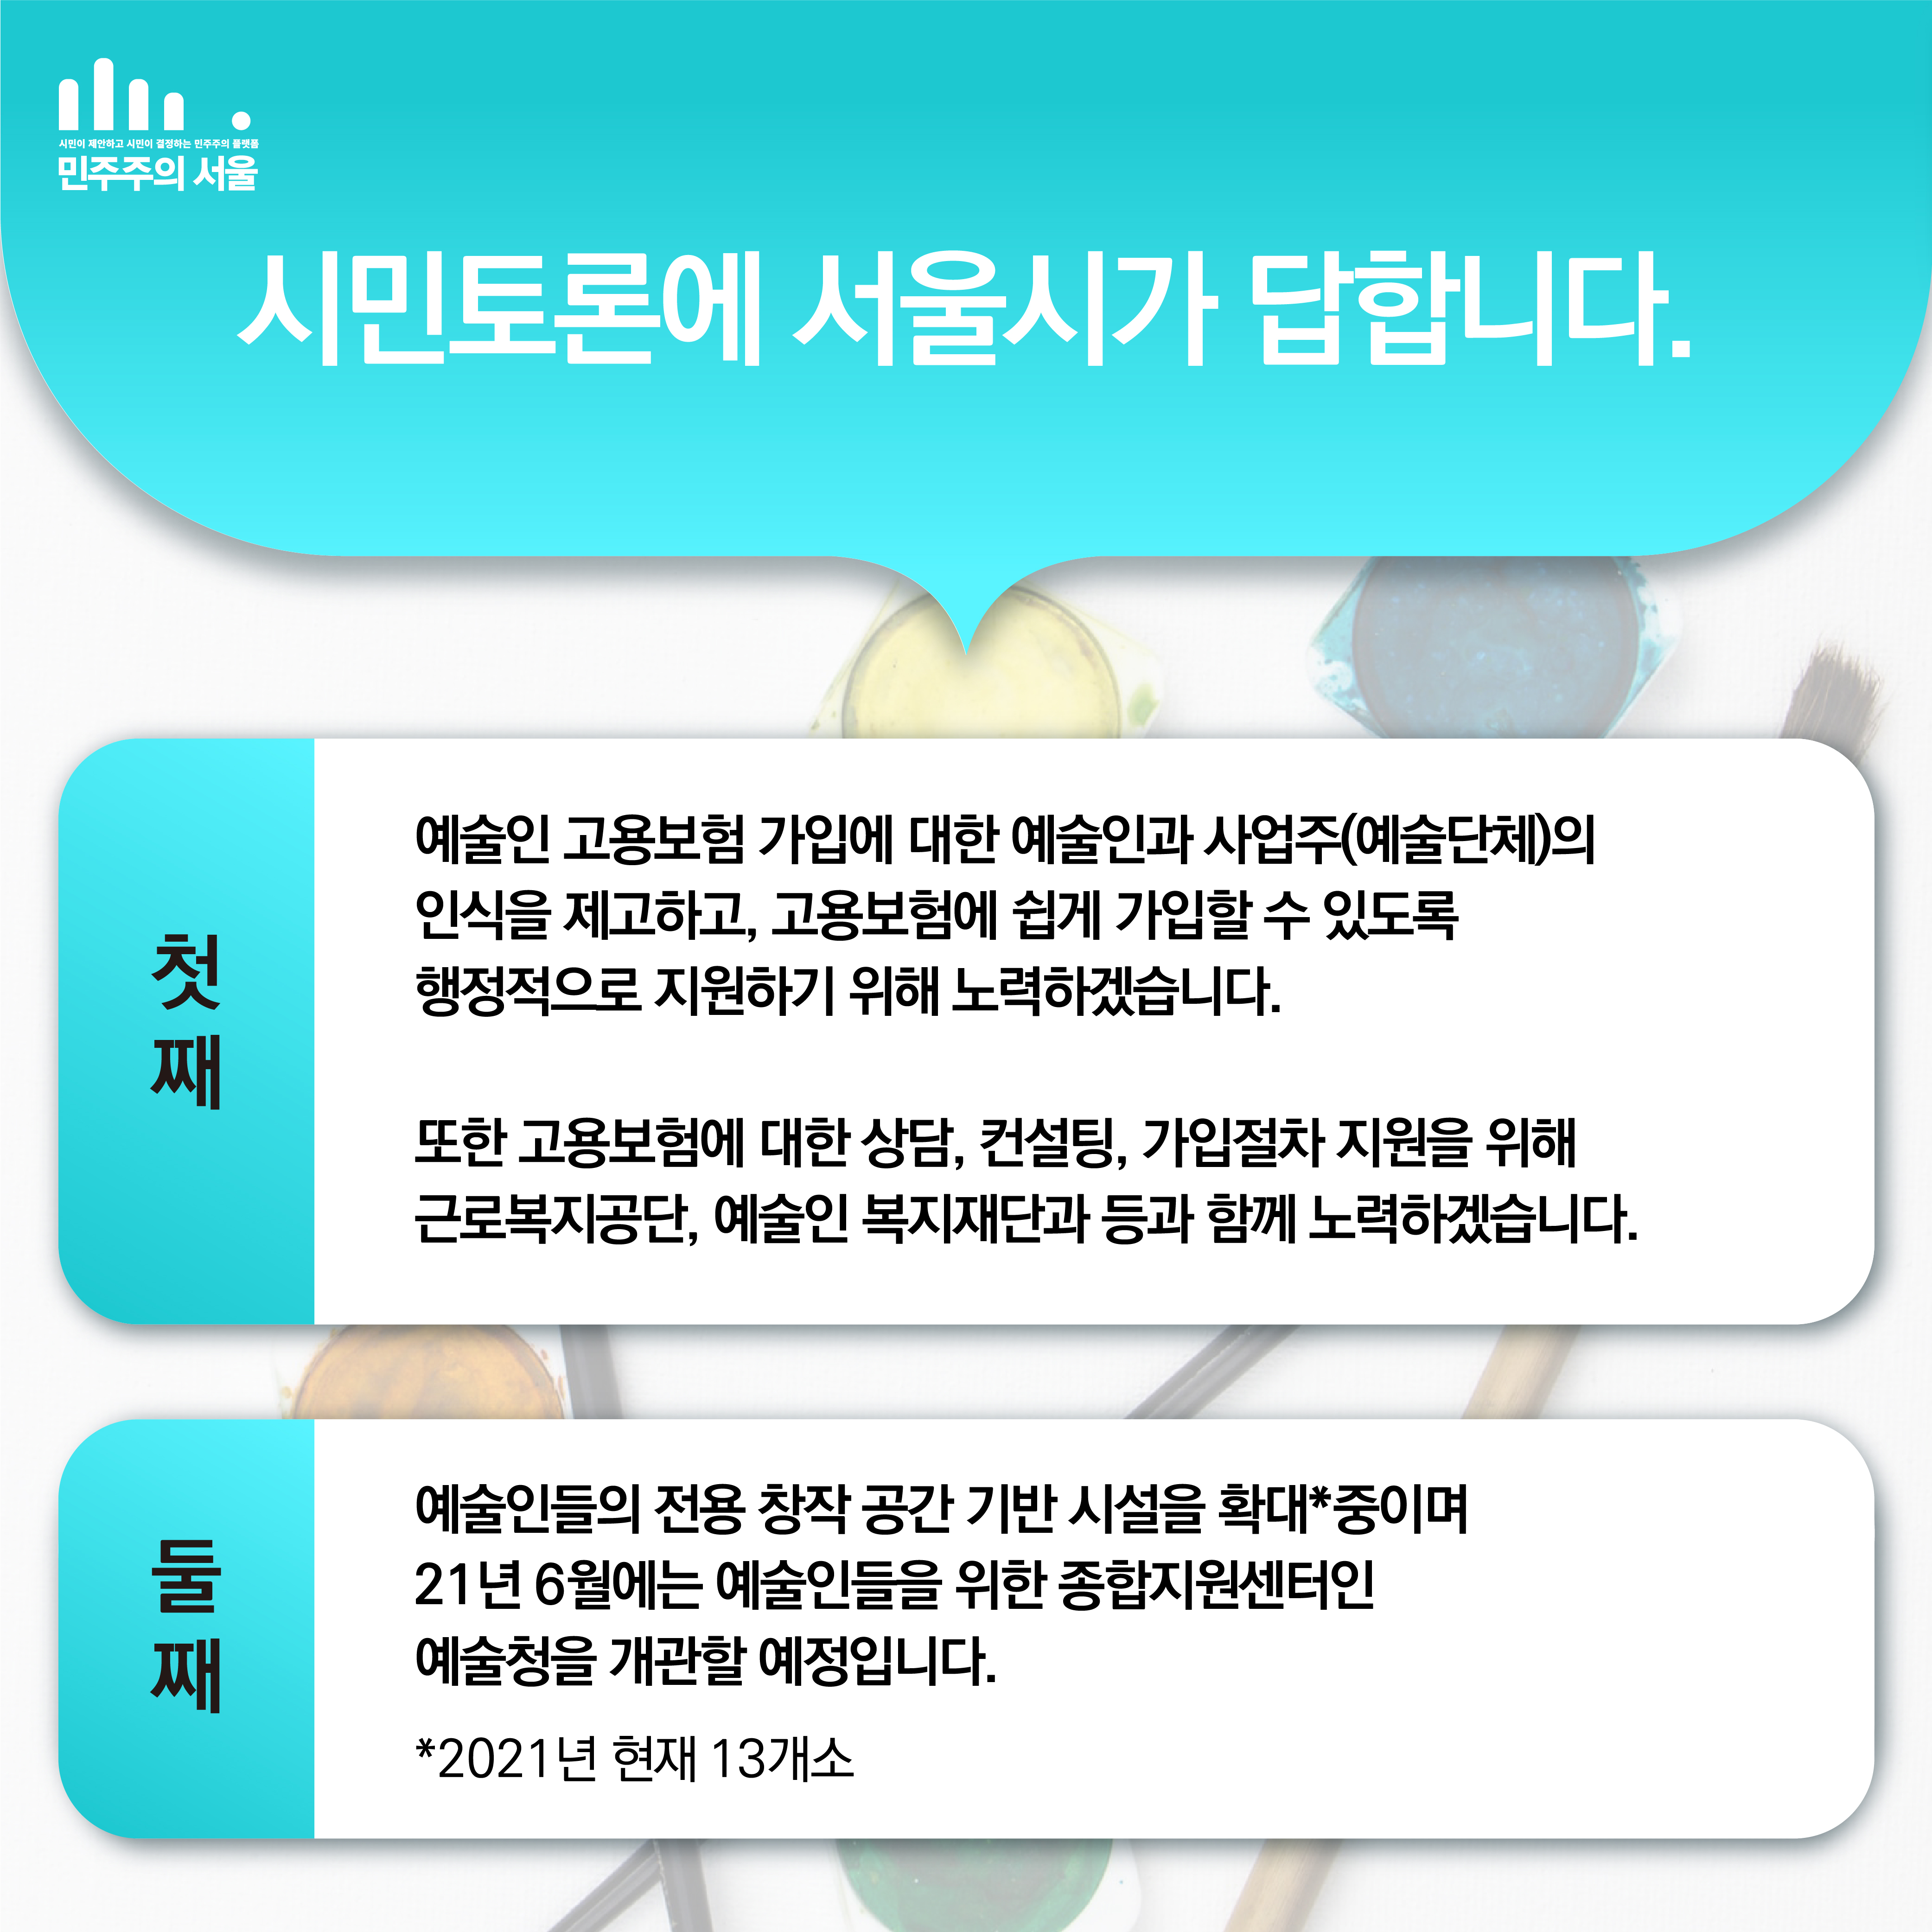 시민이 제안하고 시민이 결정하는 민주주의 플랫폼
민주주의 서울
시민토론에 서울시가 답합니다.
첫
째
예술인 고용보험 가입에 대한 예술인과 사업주(예술단체)의
인식을 제고하고, 고용보험에 쉽게 가입할 수 있도록
행정적으로 지원하기 위해 노력하겠습니다.
또한 고용보험에 대한 상담, 컨설팅, 가입절차 지원을 위해
근로복지공단, 예술인 복지재단과 등과 함께 노력하겠습니다.
둘
째
예술인들의 전용 창작 공간 기반 시설을 확대*중이며
21년 6월에는 예술인들을 위한 종합지원센터인
예술청을 개관할 예정입니다.
*2021년 현재 13개소